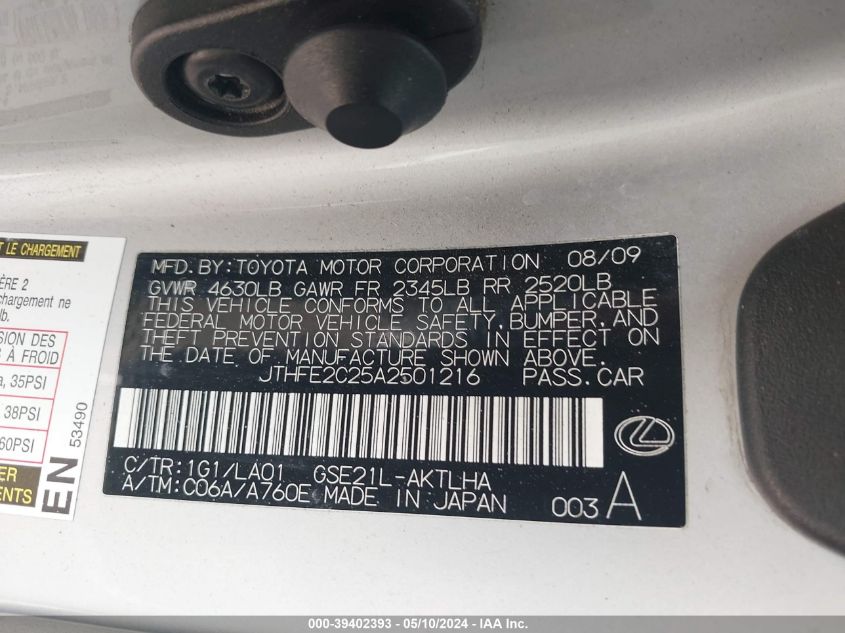 MFD. BY: TOYOTA MOTOR CORPORATION 08/09
GVWR 4630LB GAWR FR 2345LB RR 2520LB
THIS VEHICLE CONFORMS TO ALL APPLICABLE
FEDERAL MOTOR VEHICLE SAFETY, BUMPER, AND
THEFT PREVENTION STANDARDS IN EFFECT ON
THE DATE OF MANUFACTURE SHOWN ABOVE.
JTHFE2C25A2501216 PASS. CAR
C/TR: 1G1/LA01 GSE21L-AKTLHA
A/TM: C06A/A760E MADE IN JAPAN 003 A
T LE CHARGEMENT
ÈRE 2
chargement ne
lb.
SION DES
S À FROID
a, 35PSI
38PSI
60PSI
ER
ENTS
EN 53490
000-39402393 - 05/10/2024 - IAA Inc.